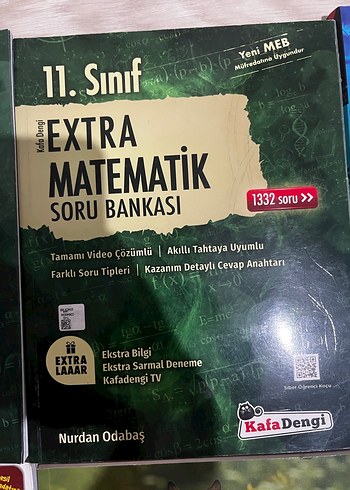 Yeni MEB
Müfredatına Uygundur
11. Sınıf
Kafa Dengi
EXTRA
MATEMATİK
SORU BANKASI
1332 soru >>
Tamamı Video Çözümlü | Akıllı Tahtaya Uyumlu
Farklı Soru Tipleri | Kazanım Detaylı Cevap Anahtarı
EXTRA
LAAAR
Ekstra Bilgi
Ekstra Sarmal Deneme
Kafadengi TV
Nurdan Odabaş
KafaDengi